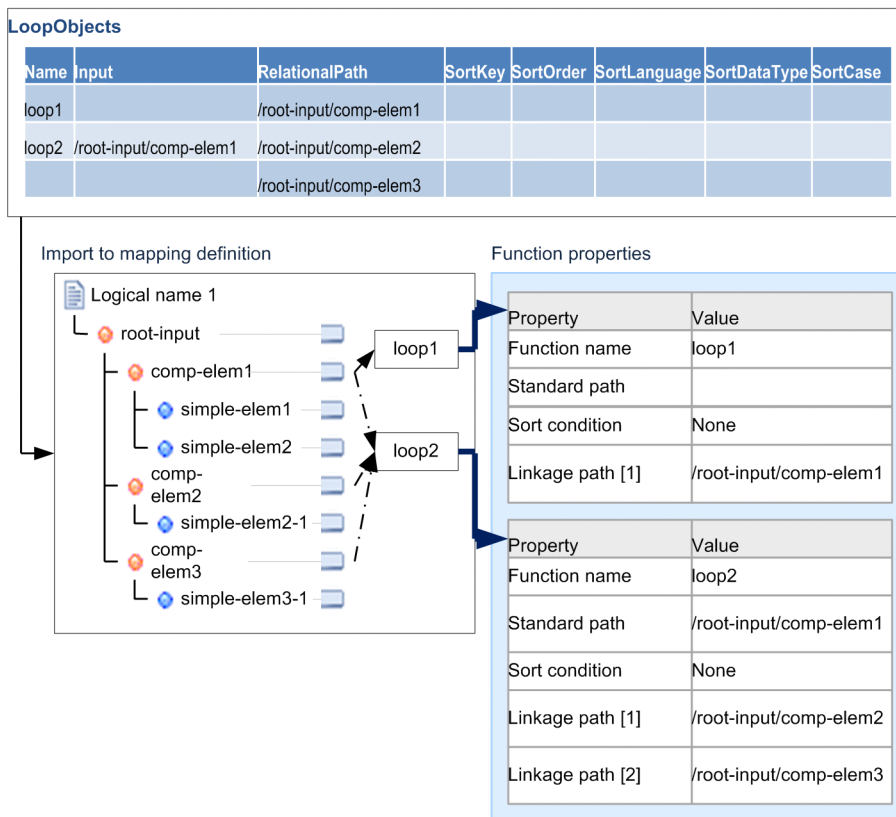 LoopObjects
Name Input RelationalPath SortKey SortOrder SortLanguage SortDataType SortCase
loop1 /root-input/comp-elem1
loop2 /root-input/comp-elem1 /root-input/comp-elem2
/root-input/comp-elem3
Import to mapping definition
Logical name 1
root-input
comp-elem1
simple-elem1
simple-elem2
comp-
elem2
simple-elem2-1
comp-
elem3
simple-elem3-1
loop1
loop2
Function properties
Property Value
Function name loop1
Standard path
Sort condition None
Linkage path [1] /root-input/comp-elem1
Property Value
Function name loop2
Standard path /root-input/comp-elem1
Sort condition None
Linkage path [1] /root-input/comp-elem2
Linkage path [2] /root-input/comp-elem3